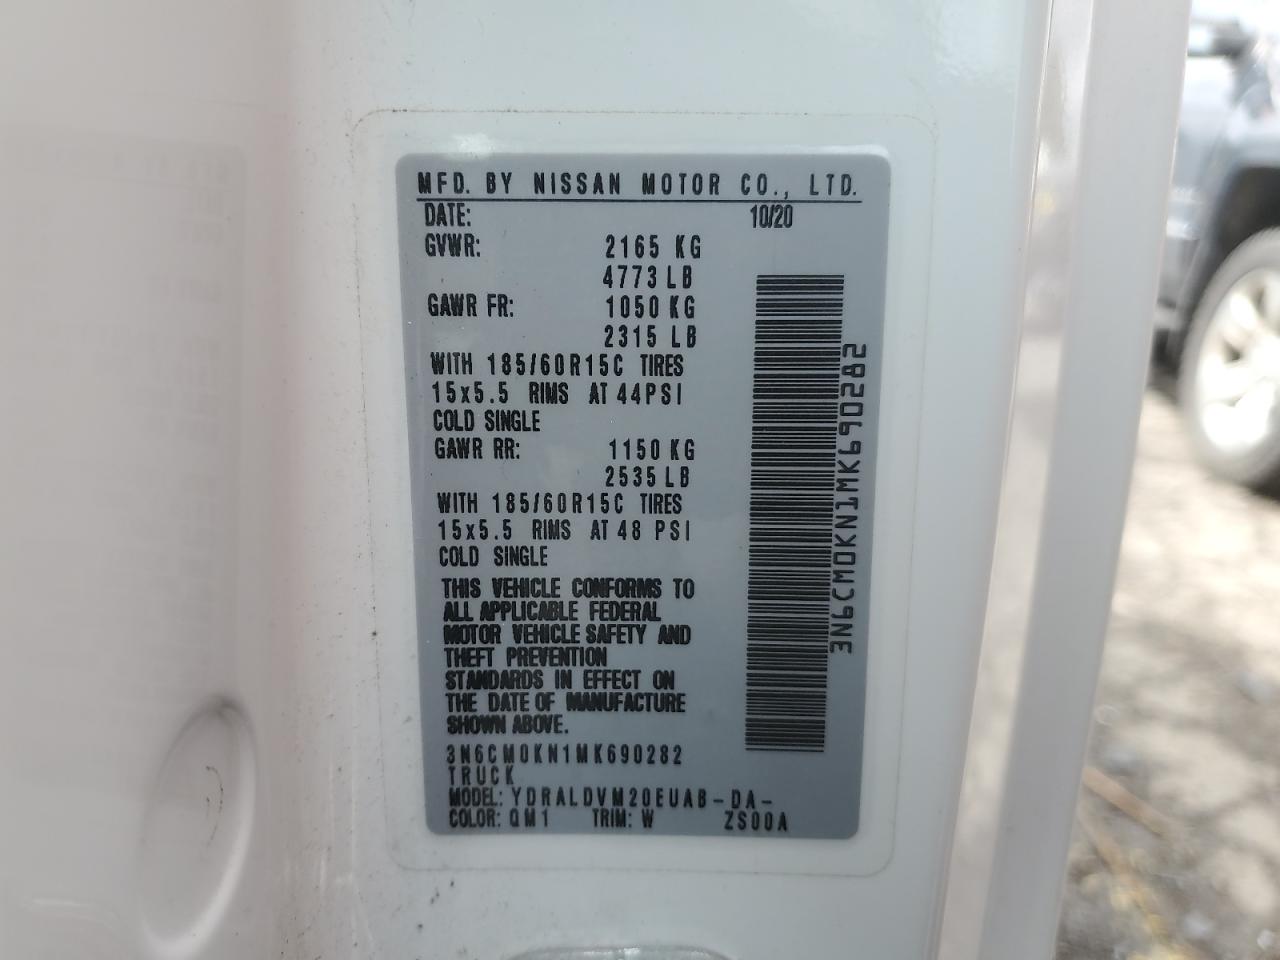 MFD. BY NISSAN MOTOR CO., LTD.
DATE: 10/20
GVWR: 2165 KG
4773 LB
GAWR FR: 1050 KG
2315 LB
WITH 185/60R15C TIRES
15x5.5 RIMS AT 44PSI
COLD SINGLE
GAWR RR: 1150 KG
2535 LB
WITH 185/60R15C TIRES
15x5.5 RIMS AT 48 PSI
COLD SINGLE
THIS VEHICLE CONFORMS TO
ALL APPLICABLE FEDERAL
MOTOR VEHICLE SAFETY AND
THEFT PREVENTION
STANDARDS IN EFFECT ON
THE DATE OF MANUFACTURE
SHOWN ABOVE.
3N6CM0KN1MK690282
TRUCK
MODEL: YDRALDVM20EUAB-DA-
COLOR: QM1 TRIM: W ZS00A
3N6CM0KN1MK690282